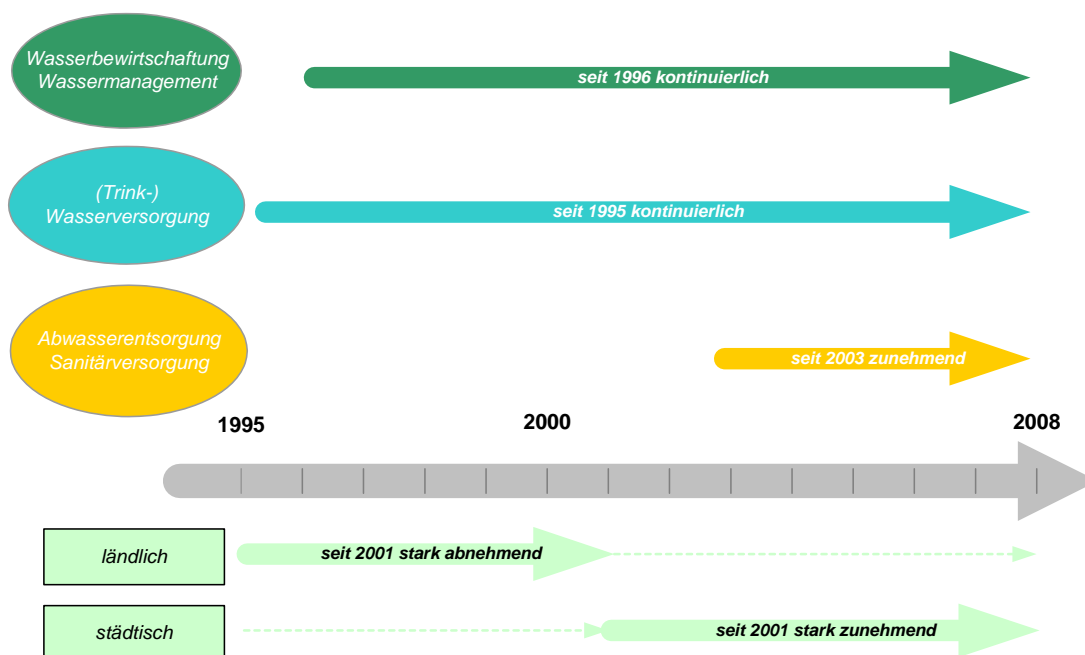 Wasserbewirtschaftung
Wassermanagement
seit 1996 kontinuierlich
(Trink-)
Wasserversorgung
seit 1995 kontinuierlich
Abwasserentsorgung
Sanitärversorgung
seit 2003 zunehmend
1995
2000
2008
ländlich
seit 2001 stark abnehmend
städtisch
seit 2001 stark zunehmend